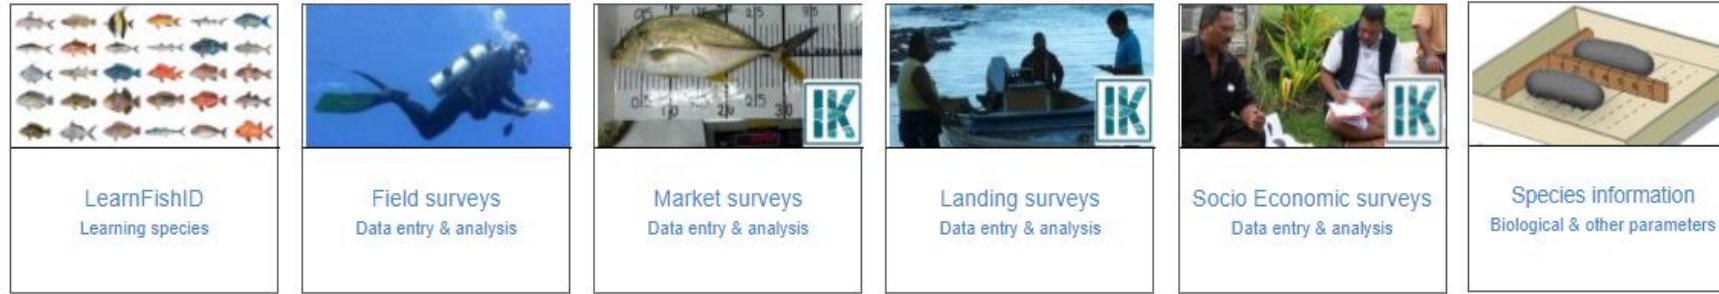 LearnFishID
Learning species
Field surveys
Data entry & analysis
IK
Market surveys
Data entry & analysis
IK
Landing surveys
Data entry & analysis
IK
Socio Economic surveys
Data entry & analysis
Species information
Biological & other parameters